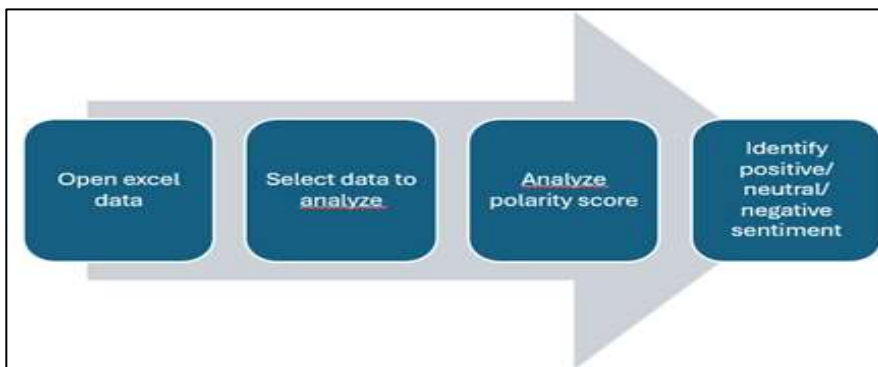 Open excel
data
Select data to
analyze
Analyze
polarity score
Identify
positive/
neutral/
negative
sentiment